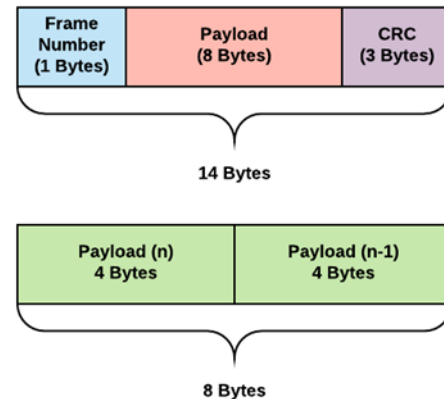 Frame Number (1 Bytes)
Payload (8 Bytes)
CRC (3 Bytes)
14 Bytes
Payload (n) 4 Bytes
Payload (n-1) 4 Bytes
8 Bytes